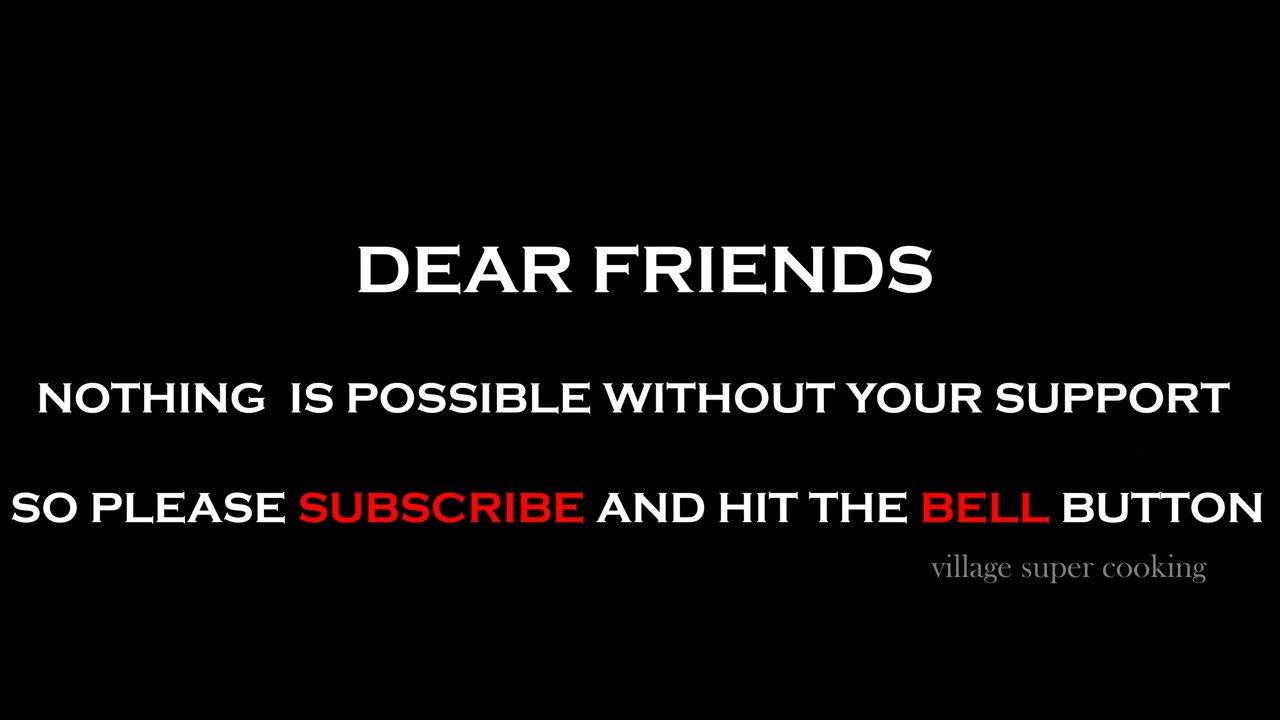 DEAR FRIENDS
NOTHING  IS POSSIBLE WITHOUT YOUR SUPPORT
SO PLEASE SUBSCRIBE AND HIT THE BELL BUTTON
village super cooking